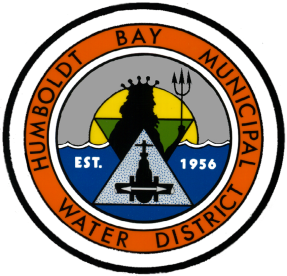 HUMBOLDT BAY MUNICIPAL
WATER DISTRICT
EST. 1956